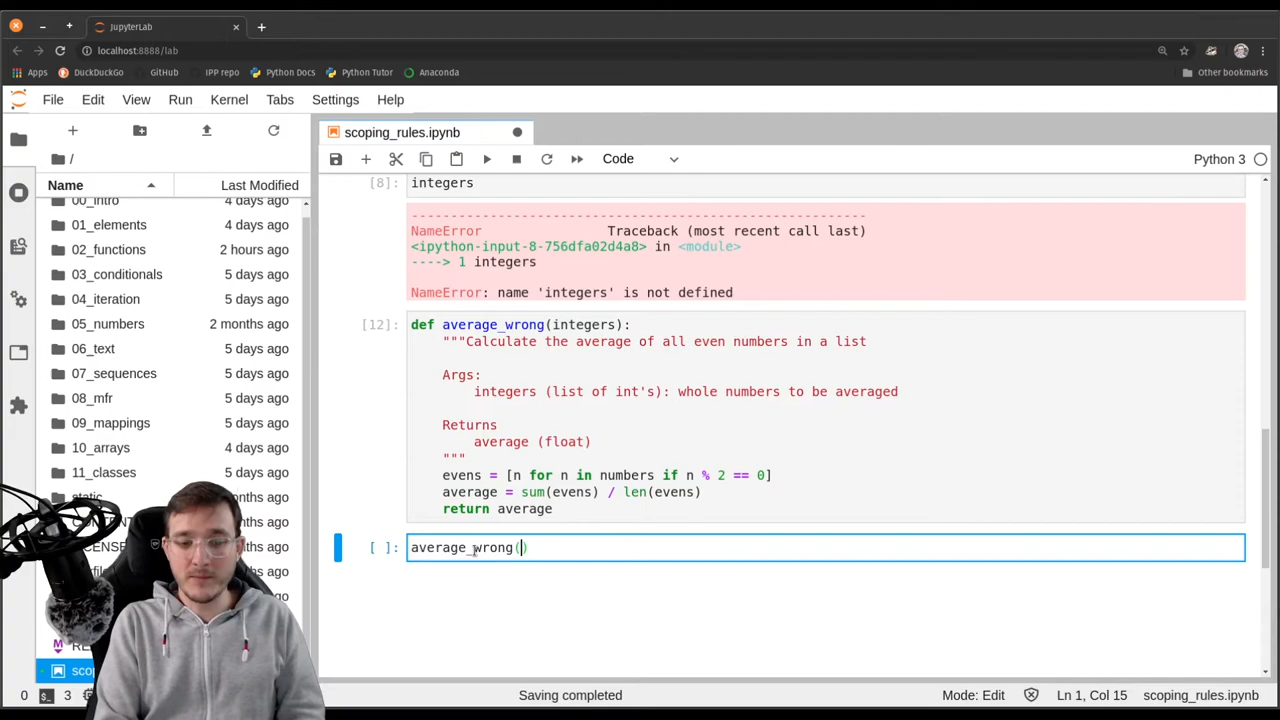 JupyterLab
localhost:8888/lab
Apps DuckDuckGo GitHub IPP repo Python Docs Python Tutor Anaconda Other bookmarks
File Edit View Run Kernel Tabs Settings Help
scoping_rules.ipynb
/
Code Python 3
Name Last Modified
00_intro 4 days ago
01_elements 4 days ago
02_functions 2 hours ago
03_conditionals 5 days ago
04_iteration 5 days ago
05_numbers 2 months ago
06_text 5 days ago
07_sequences 5 days ago
08_mfr 5 days ago
09_mappings 5 days ago
10_arrays 4 days ago
11_classes 5 days ago
static
ago
ago
ago
[8]: integers
-----------------------------------------------------------
NameError Traceback (most recent call last)
<ipython-input-8-756dfa02d4a8> in <module>
----> 1 integers
NameError: name 'integers' is not defined
[12]: def average_wrong(integers):
"""Calculate the average of all even numbers in a list
Args:
integers (list of int's): whole numbers to be averaged
Returns
average (float)
"""
evens = [n for n in numbers if n % 2 == 0]
average = sum(evens) / len(evens)
return average
[ ]: average_wrong()
0 3 Saving completed Mode: Edit Ln 1, Col 15 scoping_rules.ipynb